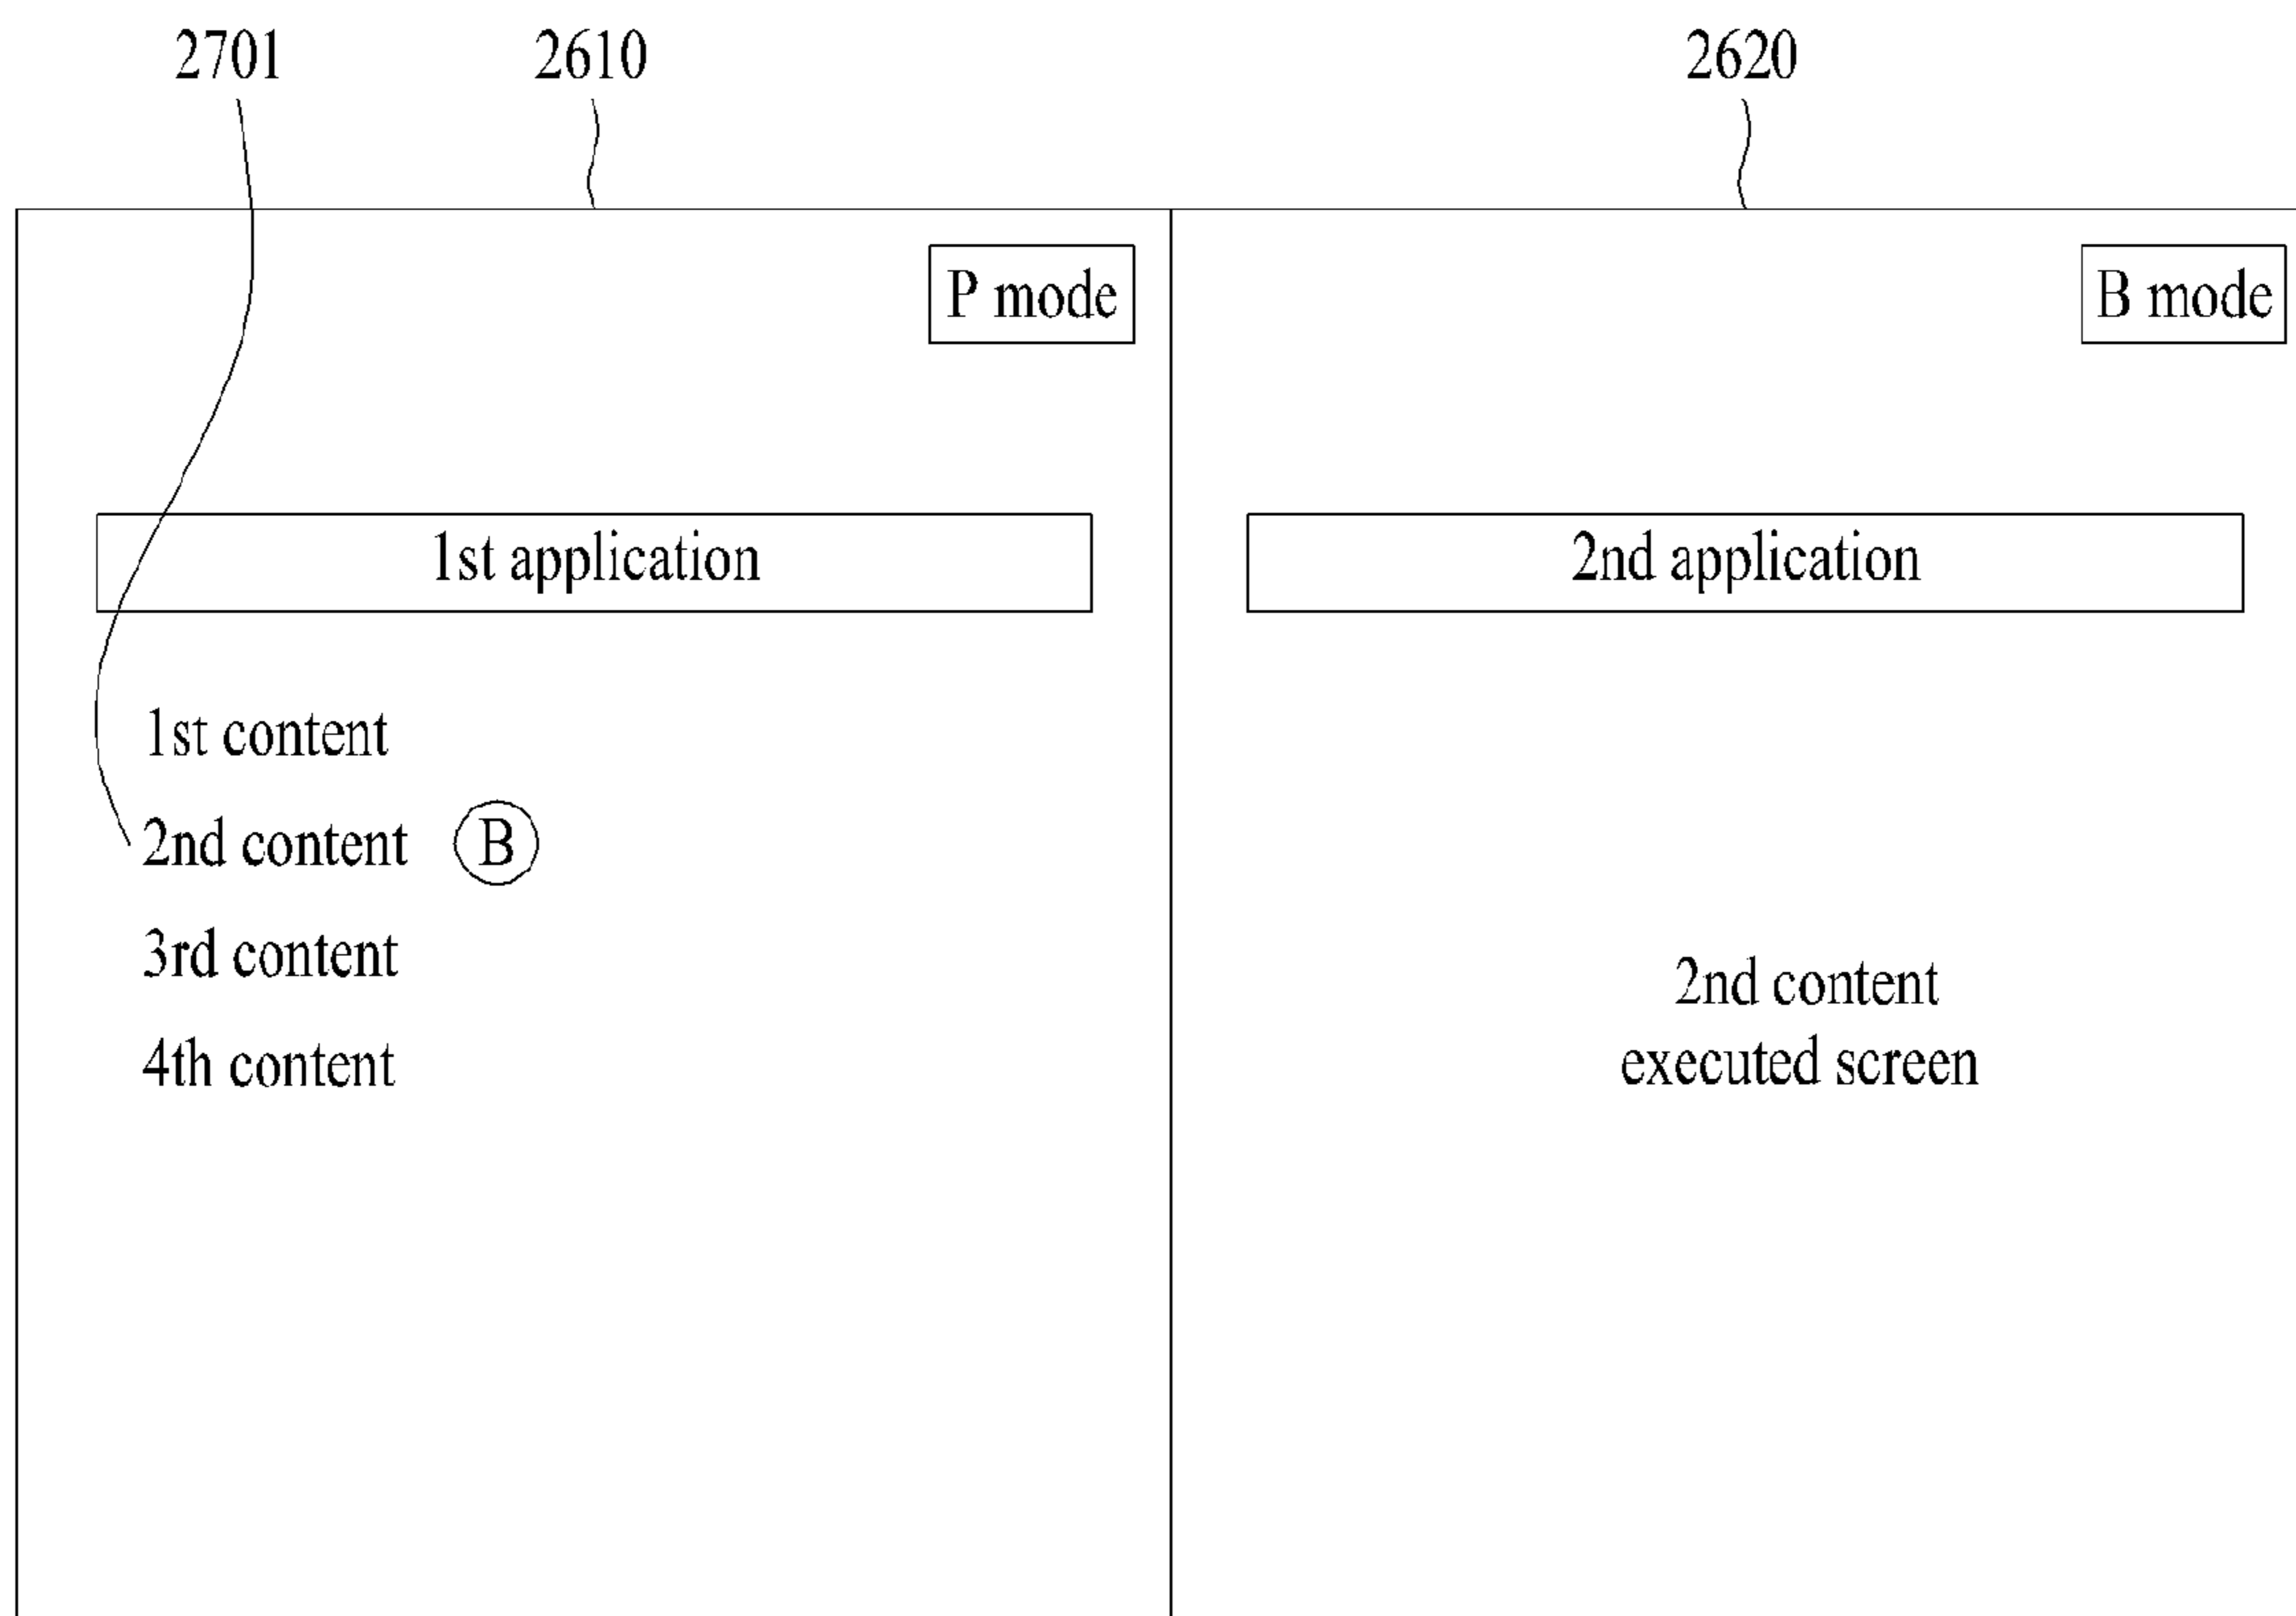 2701 2610 2620
P mode
B mode
1st application
2nd application
1st content
2nd content B
3rd content
4th content
2nd content
executed screen